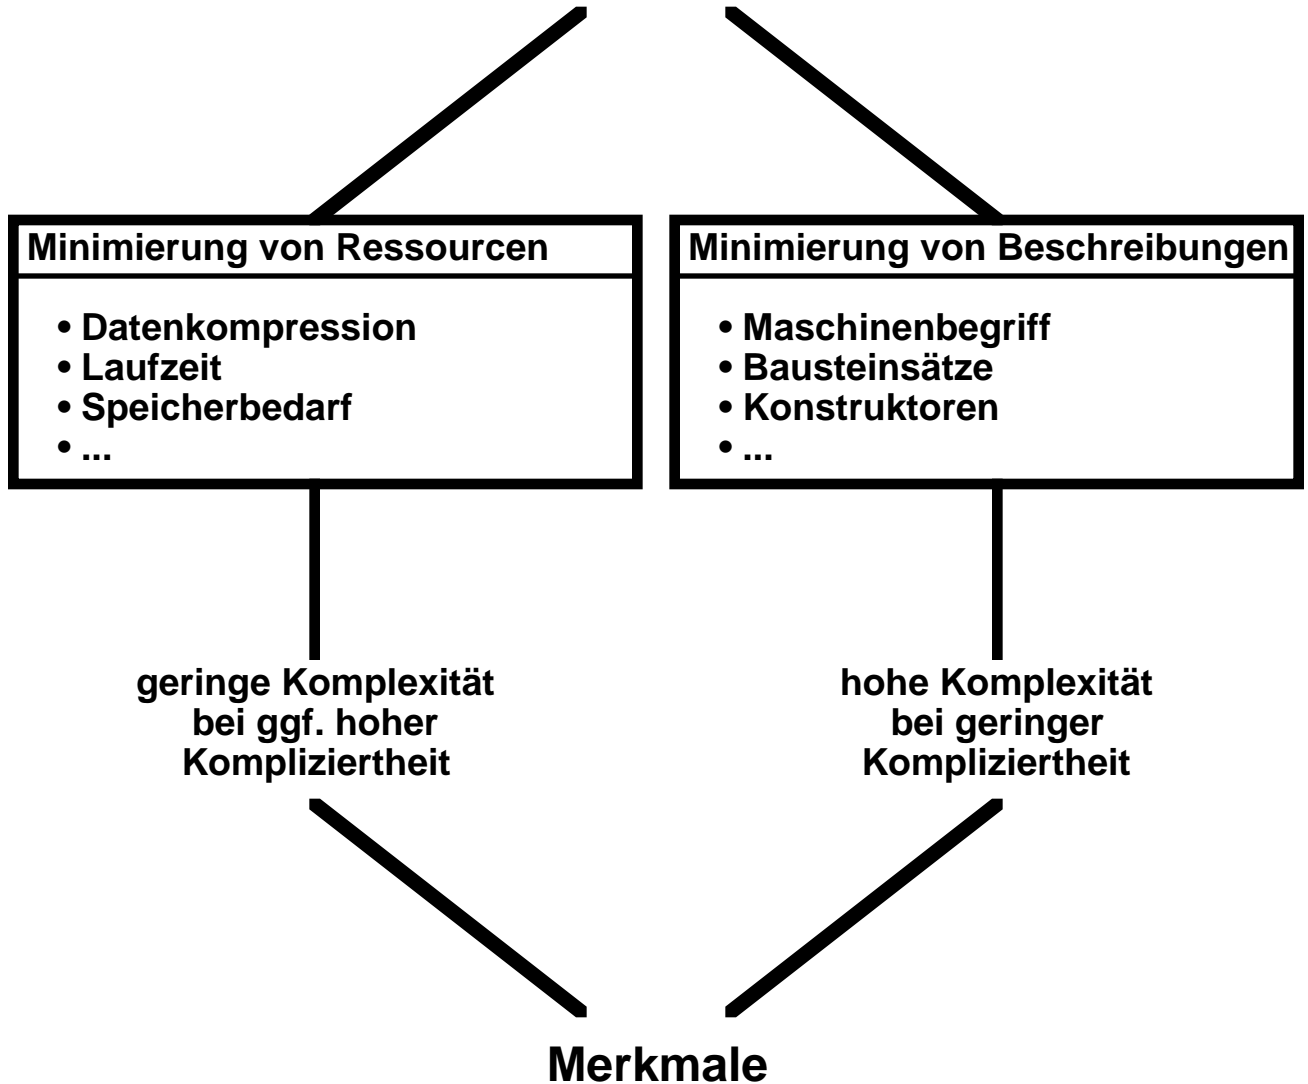 Minimierung von Ressourcen
• Datenkompression
• Laufzeit
• Speicherbedarf
• ...
Minimierung von Beschreibungen
• Maschinenbegriff
• Bausteinsätze
• Konstruktoren
• ...
geringe Komplexität
bei ggf. hoher
Kompliziertheit
hohe Komplexität
bei geringer
Kompliziertheit
Merkmale